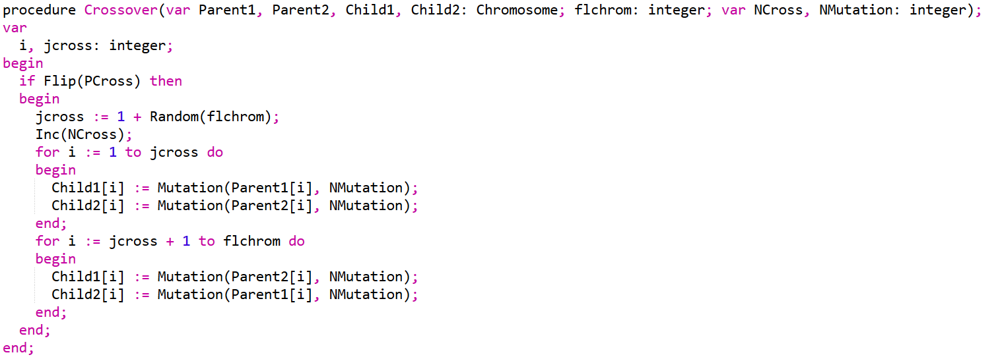 procedure Crossover(var Parent1, Parent2, Child1, Child2: Chromosome; flchrom: integer; var NCross, NMutation: integer);
var
  i, jcross: integer;
begin
  if Flip(PCross) then
  begin
    jcross := 1 + Random(flchrom);
    Inc(NCross);
    for i := 1 to jcross do
    begin
      Child1[i] := Mutation(Parent1[i], NMutation);
      Child2[i] := Mutation(Parent2[i], NMutation);
    end;
    for i := jcross + 1 to flchrom do
    begin
      Child1[i] := Mutation(Parent2[i], NMutation);
      Child2[i] := Mutation(Parent1[i], NMutation);
    end;
  end;
end;